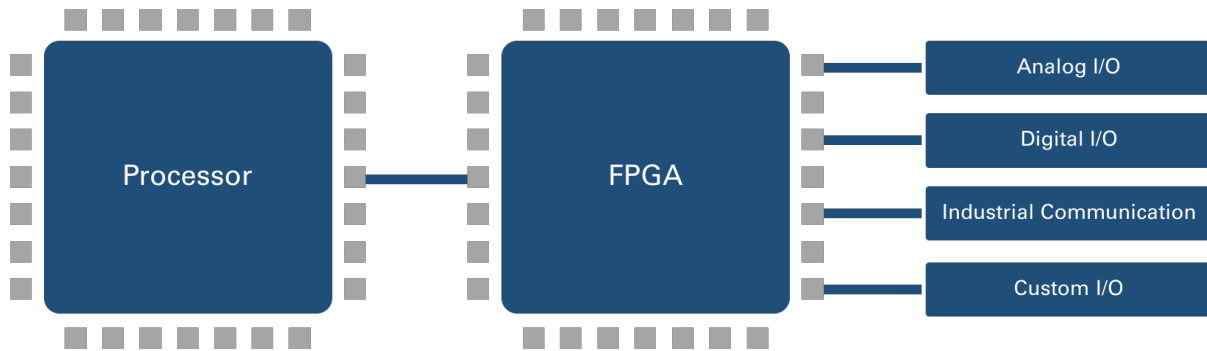 Processor
FPGA
Analog I/O
Digital I/O
Industrial Communication
Custom I/O